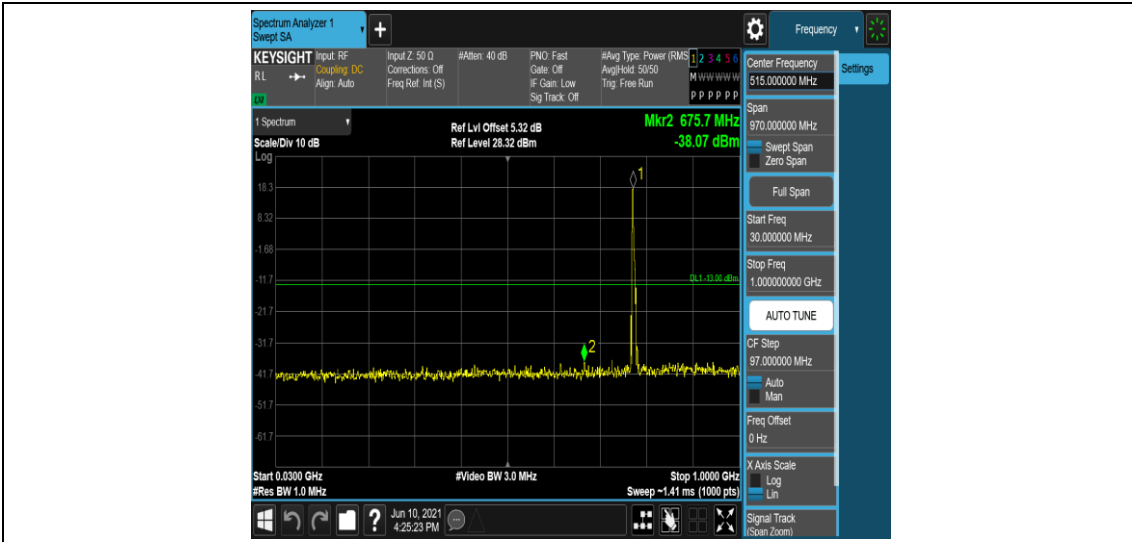 Spectrum Analyzer 1
Swept SA
Frequency
KEYSIGHT
RL
Input: RF
Coupling: DC
Align: Auto
Input Z: 50 Ω
Corrections: Off
Freq Ref: Int (S)
#Atten: 40 dB
PNO: Fast
Gate: Off
IF Gain: Low
Sig Track: Off
#Avg Type: Power (RMS
Avg|Hold: 50/50
Trig: Free Run
1 2 3 4 5 6
M W W W W W
P P P P P P
1 Spectrum
Scale/Div 10 dB
Log
Ref Lvl Offset 5.32 dB
Ref Level 28.32 dBm
Mkr2 675.7 MHz
-38.07 dBm
1
18.3
8.32
-1.68
-11.7
DL1 -13.00 dBm
-21.7
-31.7
2
-41.7
-51.7
-61.7
Start 0.0300 GHz
#Res BW 1.0 MHz
#Video BW 3.0 MHz
Stop 1.0000 GHz
Sweep ~1.41 ms (1000 pts)
Jun 10, 2021
4:25:23 PM
Center Frequency
515.000000 MHz
Settings
Span
970.000000 MHz
Swept Span
Zero Span
Full Span
Start Freq
30.000000 MHz
Stop Freq
1.000000000 GHz
AUTO TUNE
CF Step
97.000000 MHz
Auto
Man
Freq Offset
0 Hz
X Axis Scale
Log
Lin
Signal Track
(Span Zoom)